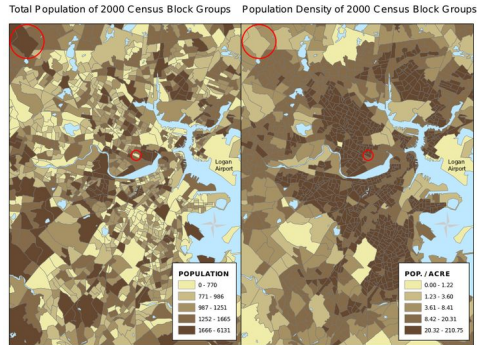 Total Population of 2000 Census Block Groups
Population Density of 2000 Census Block Groups
Logan
Airport
POPULATION
0 - 770
771 - 986
987 - 1251
1252 - 1665
1666 - 6131
Logan
Airport
POP. / ACRE
0.00 - 1.22
1.23 - 3.60
3.61 - 8.41
8.42 - 20.31
20.32 - 210.75